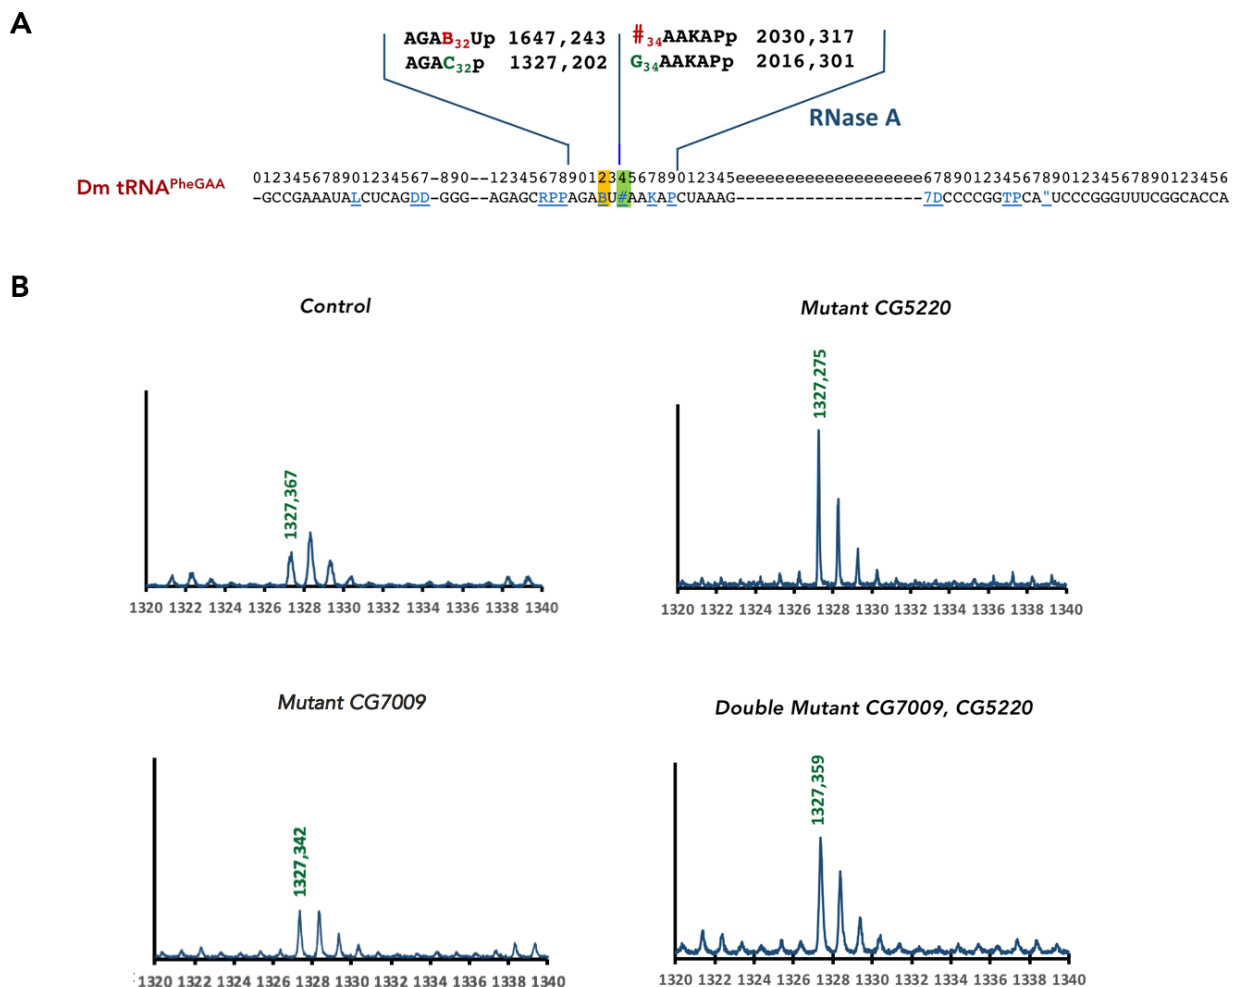 A
AGAB32Up 1647,243
#34AAKAPp 2030,317
AGAC32p 1327,202
G34AAKAPp 2016,301
RNase A
Dm tRNAPheGAA
012345678901234567-890--1234567890123456789012345eeeeeeeeeeeeeeeeeee6789012345678901234567890123456
-GCCGAAAUALCUCAGDD-GGG--AGAGCRPPAGABU#AAKAPCUAAAG-------------------7DCCCCGGTPCA"UCCCGGGUUUCGGCACCA
B
Control
1327,367
1320 1322 1324 1326 1328 1330 1332 1334 1336 1338 1340
Mutant CG5220
1327,275
1320 1322 1324 1326 1328 1330 1332 1334 1336 1338 1340
Mutant CG7009
1327,342
1320 1322 1324 1326 1328 1330 1332 1334 1336 1338 1340
Double Mutant CG7009, CG5220
1327,359
1320 1322 1324 1326 1328 1330 1332 1334 1336 1338 1340